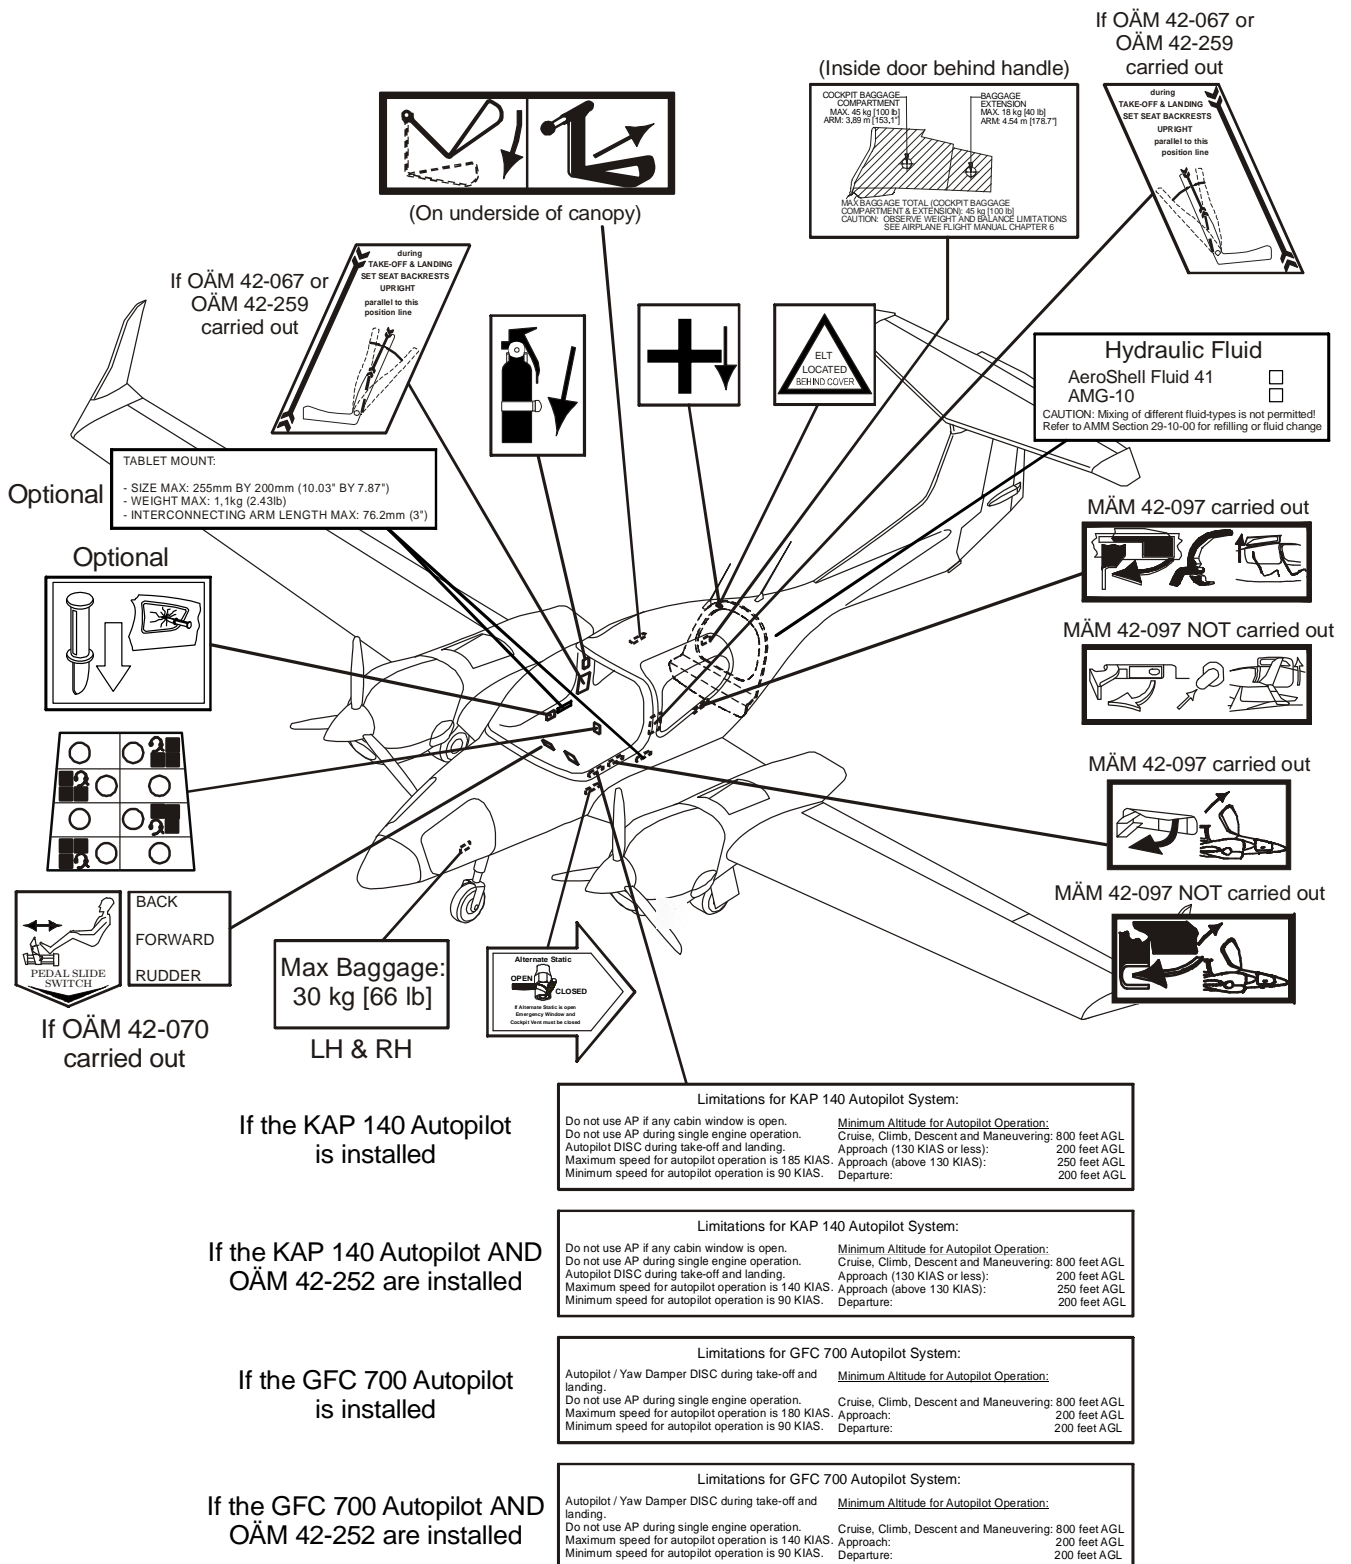 If OÄM 42-067 or
OÄM 42-259
carried out
during
TAKE-OFF & LANDING
SET SEAT BACKRESTS
UPRIGHT
parallel to this
position line
(Inside door behind handle)
COCKPIT BAGGAGE
COMPARTMENT
MAX. 45 kg [100 lb]
ARM: 3,89 m [153,1"]
BAGGAGE
EXTENSION
MAX. 18 kg [40 lb]
ARM: 4.54 m [178.7"]
MAX BAGGAGE TOTAL (COCKPIT BAGGAGE
COMPARTMENT & EXTENSION): 45 kg [100 lb]
CAUTION: OBSERVE WEIGHT AND BALANCE LIMITATIONS
SEE AIRPLANE FLIGHT MANUAL CHAPTER 6
(On underside of canopy)
If OÄM 42-067 or
OÄM 42-259
carried out
during
TAKE-OFF & LANDING
SET SEAT BACKRESTS
UPRIGHT
parallel to this
position line
ELT
LOCATED
BEHIND COVER
Hydraulic Fluid
AeroShell Fluid 41
AMG-10
CAUTION: Mixing of different fluid-types is not permitted!
Refer to AMM Section 29-10-00 for refilling or fluid change
Optional
TABLET MOUNT:
- SIZE MAX: 255mm BY 200mm (10.03" BY 7.87")
- WEIGHT MAX: 1,1kg (2.43lb)
- INTERCONNECTING ARM LENGTH MAX: 76.2mm (3")
MÄM 42-097 carried out
Optional
MÄM 42-097 NOT carried out
MÄM 42-097 carried out
MÄM 42-097 NOT carried out
PEDAL SLIDE
SWITCH
BACK
FORWARD
RUDDER
If OÄM 42-070
carried out
Max Baggage:
30 kg [66 lb]
LH & RH
Alternate Static
OPEN
CLOSED
If Alternate Static is open
Emergency Window and
Cockpit Vent must be closed
If the KAP 140 Autopilot
is installed
Limitations for KAP 140 Autopilot System:
Do not use AP if any cabin window is open.
Do not use AP during single engine operation.
Autopilot DISC during take-off and landing.
Maximum speed for autopilot operation is 185 KIAS.
Minimum speed for autopilot operation is 90 KIAS.
Minimum Altitude for Autopilot Operation:
Cruise, Climb, Descent and Maneuvering: 800 feet AGL
Approach (130 KIAS or less): 200 feet AGL
Approach (above 130 KIAS): 250 feet AGL
Departure: 200 feet AGL
If the KAP 140 Autopilot AND
OÄM 42-252 are installed
Limitations for KAP 140 Autopilot System:
Do not use AP if any cabin window is open.
Do not use AP during single engine operation.
Autopilot DISC during take-off and landing.
Maximum speed for autopilot operation is 140 KIAS.
Minimum speed for autopilot operation is 90 KIAS.
Minimum Altitude for Autopilot Operation:
Cruise, Climb, Descent and Maneuvering: 800 feet AGL
Approach (130 KIAS or less): 200 feet AGL
Approach (above 130 KIAS): 250 feet AGL
Departure: 200 feet AGL
If the GFC 700 Autopilot
is installed
Limitations for GFC 700 Autopilot System:
Autopilot / Yaw Damper DISC during take-off and
landing.
Do not use AP during single engine operation.
Maximum speed for autopilot operation is 180 KIAS.
Minimum speed for autopilot operation is 90 KIAS.
Minimum Altitude for Autopilot Operation:
Cruise, Climb, Descent and Maneuvering: 800 feet AGL
Approach: 200 feet AGL
Departure: 200 feet AGL
If the GFC 700 Autopilot AND
OÄM 42-252 are installed
Limitations for GFC 700 Autopilot System:
Autopilot / Yaw Damper DISC during take-off and
landing.
Do not use AP during single engine operation.
Maximum speed for autopilot operation is 140 KIAS.
Minimum speed for autopilot operation is 90 KIAS.
Minimum Altitude for Autopilot Operation:
Cruise, Climb, Descent and Maneuvering: 800 feet AGL
Approach: 200 feet AGL
Departure: 200 feet AGL